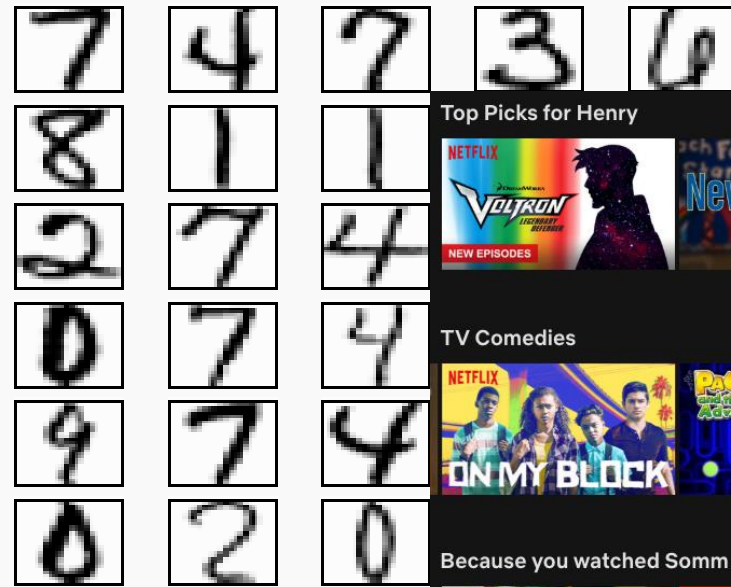 7 4 7 3 6
8 1 1
Top Picks for Henry
NETFLIX
DREAMWORKS
VOLTRON
LEGENDARY
DEFENDER
NEW EPISODES
2 7 4
0 7 4
TV Comedies
NETFLIX
ON MY BLOCK
9 7 4
0 2 0
Because you watched Somm